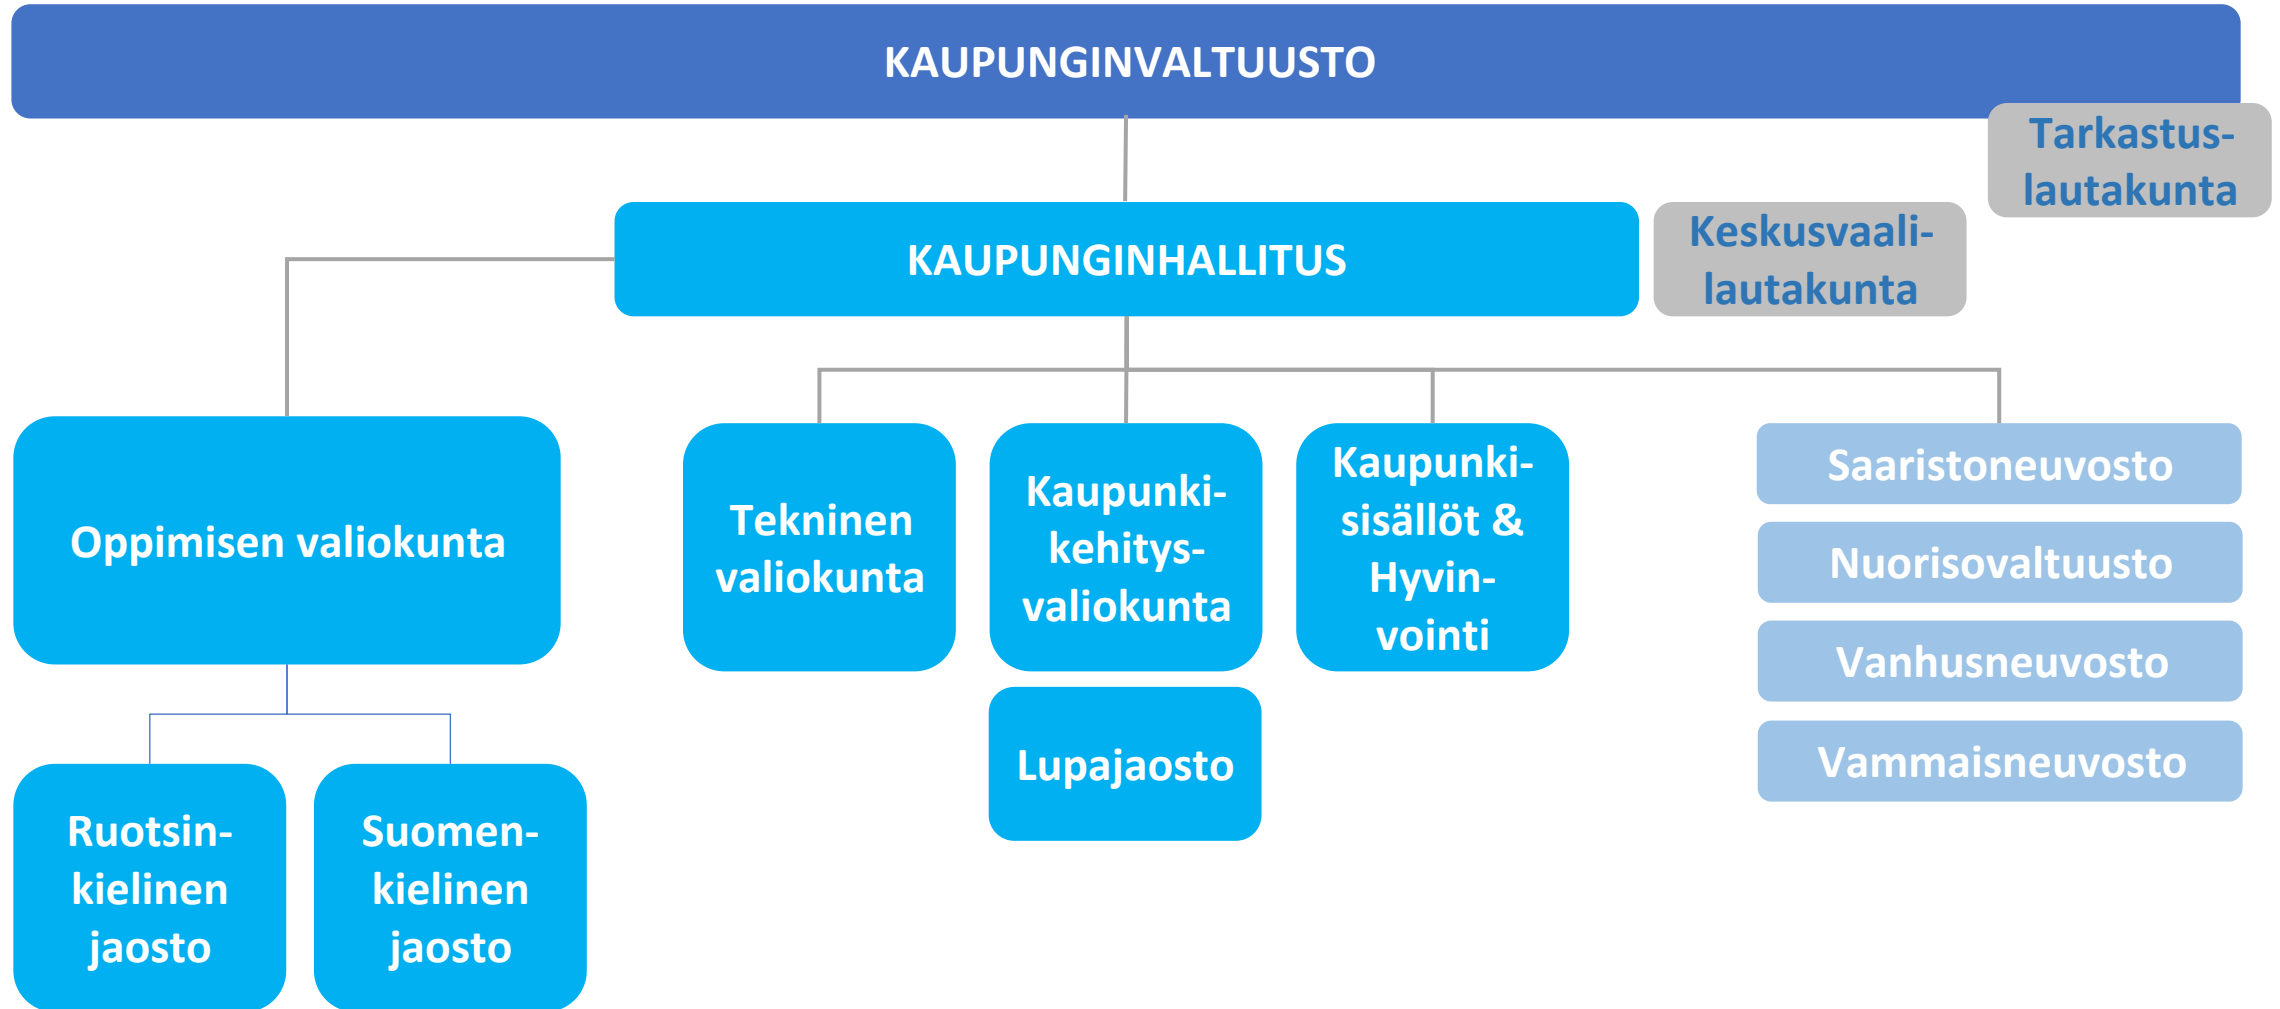 KAUPUNGINVALTUUSTO
Tarkastus-
lautakunta
KAUPUNGINHALLITUS
Keskusvaali-
lautakunta
Oppimisen valiokunta
Tekninen
valiokunta
Kaupunki-
kehitys-
valiokunta
Kaupunki-
sisällöt &
Hyvin-
vointi
Saaristoneuvosto
Nuorisovaltuusto
Vanhusneuvosto
Vammaisneuvosto
Lupajaosto
Ruotsin-
kielinen
jaosto
Suomen-
kielinen
jaosto